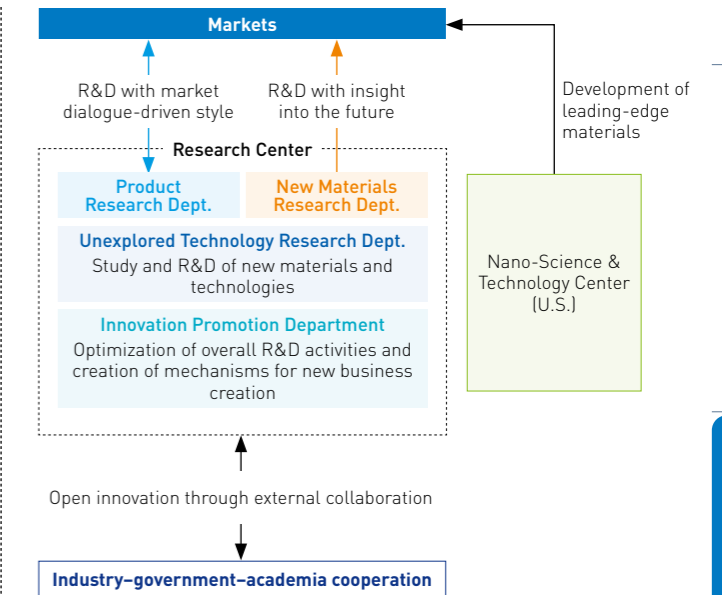 Markets
R&D with market
dialogue-driven style
R&D with insight
into the future
Development of
leading-edge
materials
Research Center
Product
Research Dept.
New Materials
Research Dept.
Unexplored Technology Research Dept.
Study and R&D of new materials and
technologies
Nano-Science &
Technology Center
(U.S.)
Innovation Promotion Department
Optimization of overall R&D activities and
creation of mechanisms for new business
creation
Open innovation through external collaboration
Industry–government–academia cooperation